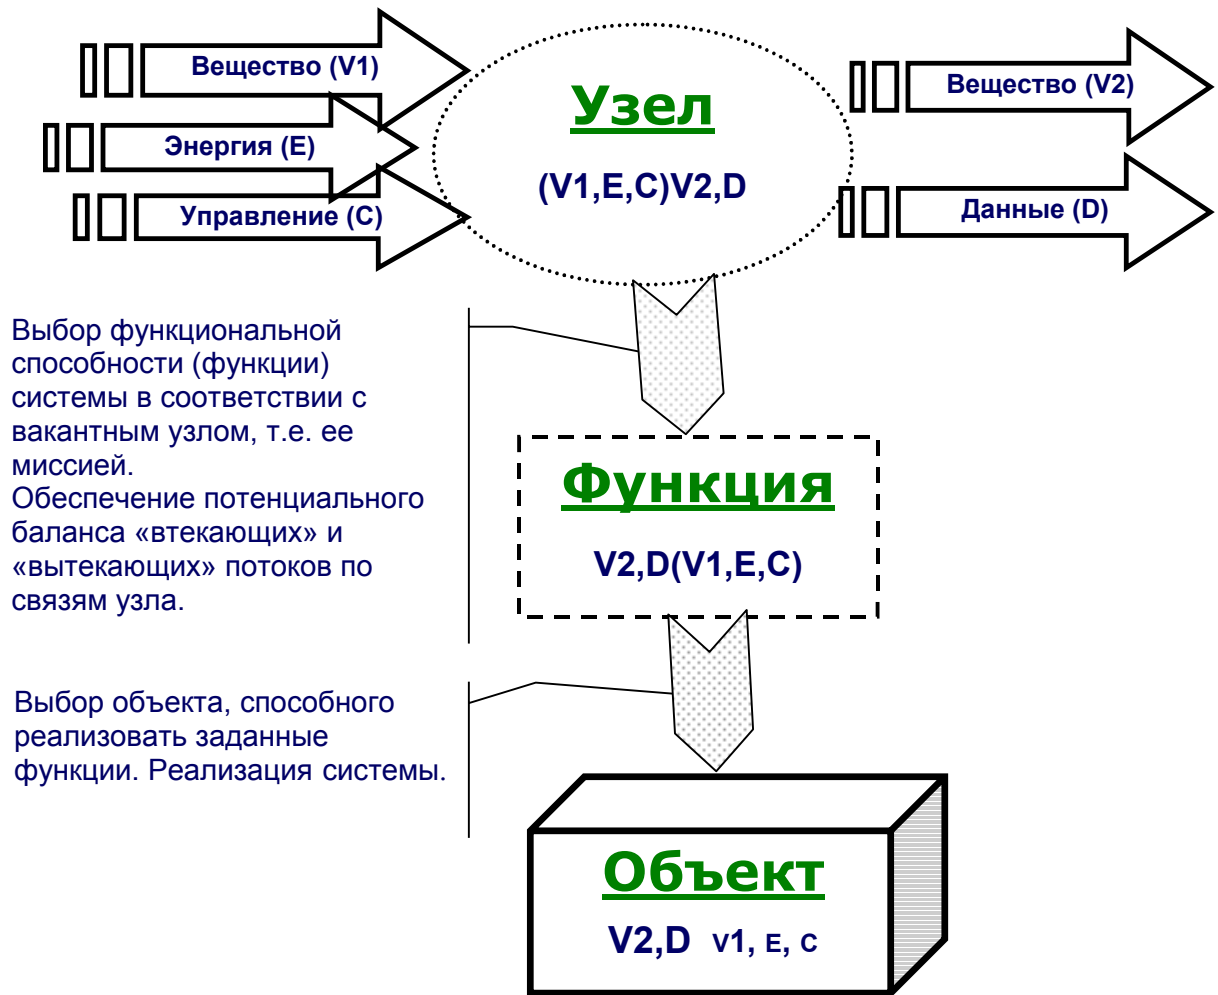 Вещество (V1)
Энергия (E)
Управление (C)
Узел
(V1,E,C)V2,D
Вещество (V2)
Данные (D)
Выбор функциональной
способности (функции)
системы в соответствии с
вакантным узлом, т.е. ее
миссией.
Обеспечение потенциального
баланса «втекающих» и
«вытекающих» потоков по
связям узла.
Функция
V2,D(V1,E,C)
Выбор объекта, способного
реализовать заданные
функции. Реализация системы.
Объект
V2,D V1, E, C